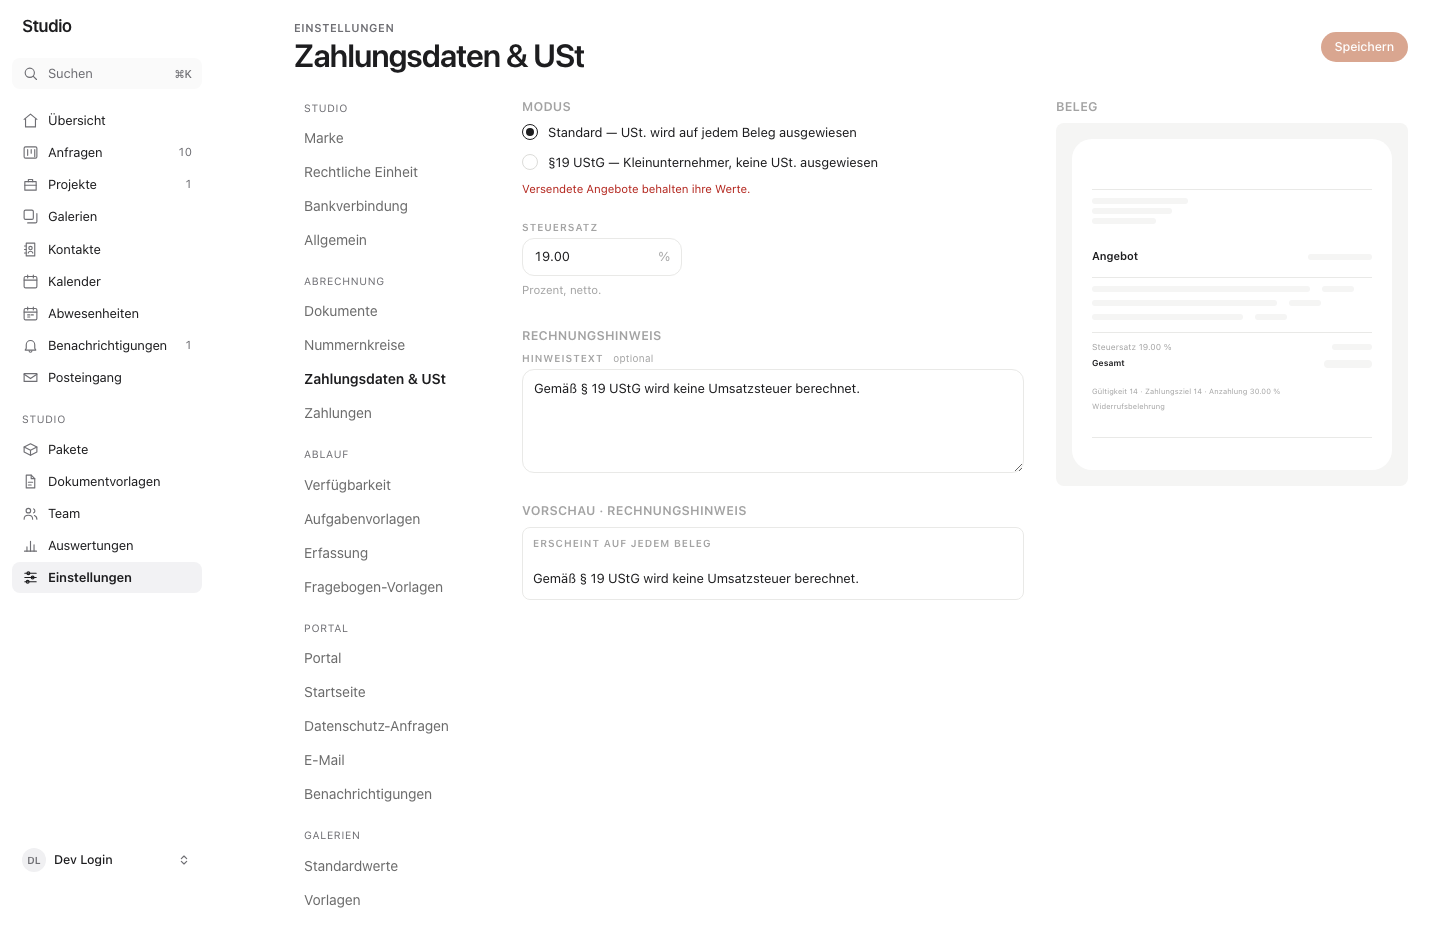 Studio
Suchen ⌘K
Übersicht
Anfragen 10
Projekte 1
Galerien
Kontakte
Kalender
Abwesenheiten
Benachrichtigungen 1
Posteingang
STUDIO
Pakete
Dokumentvorlagen
Team
Auswertungen
Einstellungen
DL Dev Login
EINSTELLUNGEN
Zahlungsdaten & USt
Speichern
STUDIO
Marke
Rechtliche Einheit
Bankverbindung
Allgemein
ABRECHNUNG
Dokumente
Nummernkreise
Zahlungsdaten & USt
Zahlungen
ABLAUF
Verfügbarkeit
Aufgabenvorlagen
Erfassung
Fragebogen-Vorlagen
PORTAL
Portal
Startseite
Datenschutz-Anfragen
E-Mail
Benachrichtigungen
GALERIEN
Standardwerte
Vorlagen
MODUS
Standard — USt. wird auf jedem Beleg ausgewiesen
§19 UStG — Kleinunternehmer, keine USt. ausgewiesen
Versendete Angebote behalten ihre Werte.
STEUERSATZ
19.00 %
Prozent, netto.
RECHNUNGSHINWEIS
HINWEISTEXT optional
Gemäß § 19 UStG wird keine Umsatzsteuer berechnet.
VORSCHAU · RECHNUNGSHINWEIS
ERSCHEINT AUF JEDEM BELEG
Gemäß § 19 UStG wird keine Umsatzsteuer berechnet.
BELEG
Angebot
Steuersatz 19.00 %
Gesamt
Gültigkeit 14 · Zahlungsziel 14 · Anzahlung 30.00 %
Widerrufsbelehrung